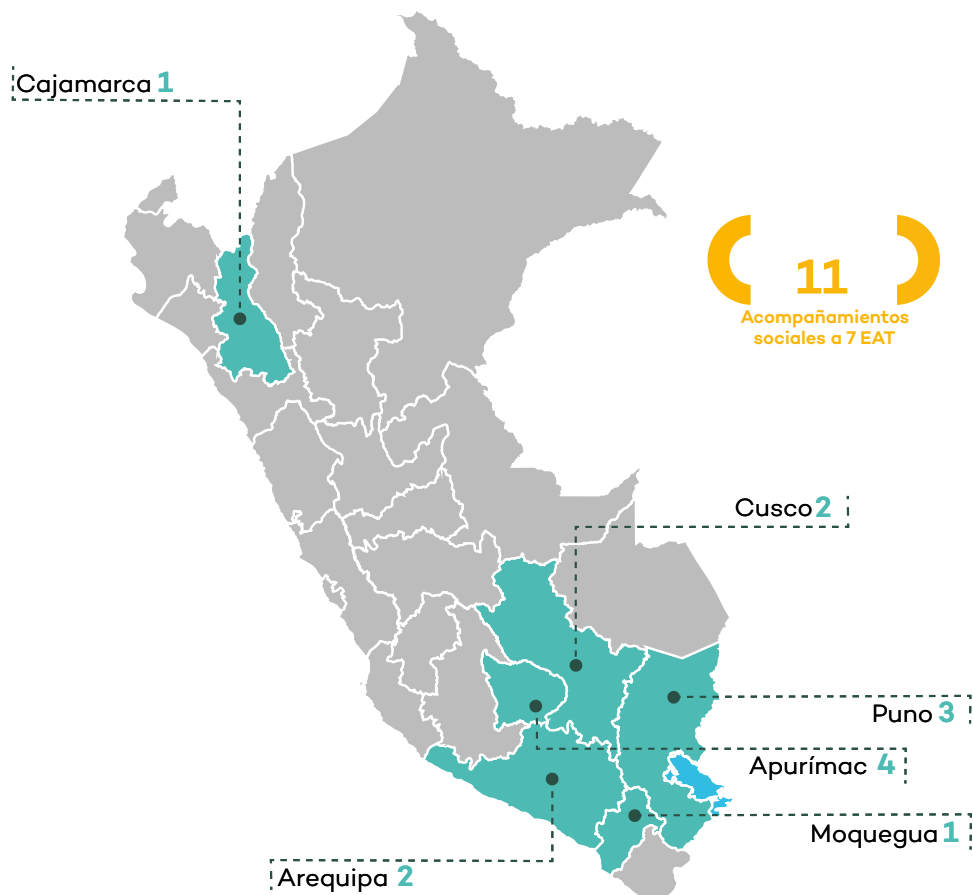 Cajamarca 1
11
Acompañamientos
sociales a 7 EAT
Cusco 2
Puno 3
Apurímac 4
Moquegua 1
Arequipa 2